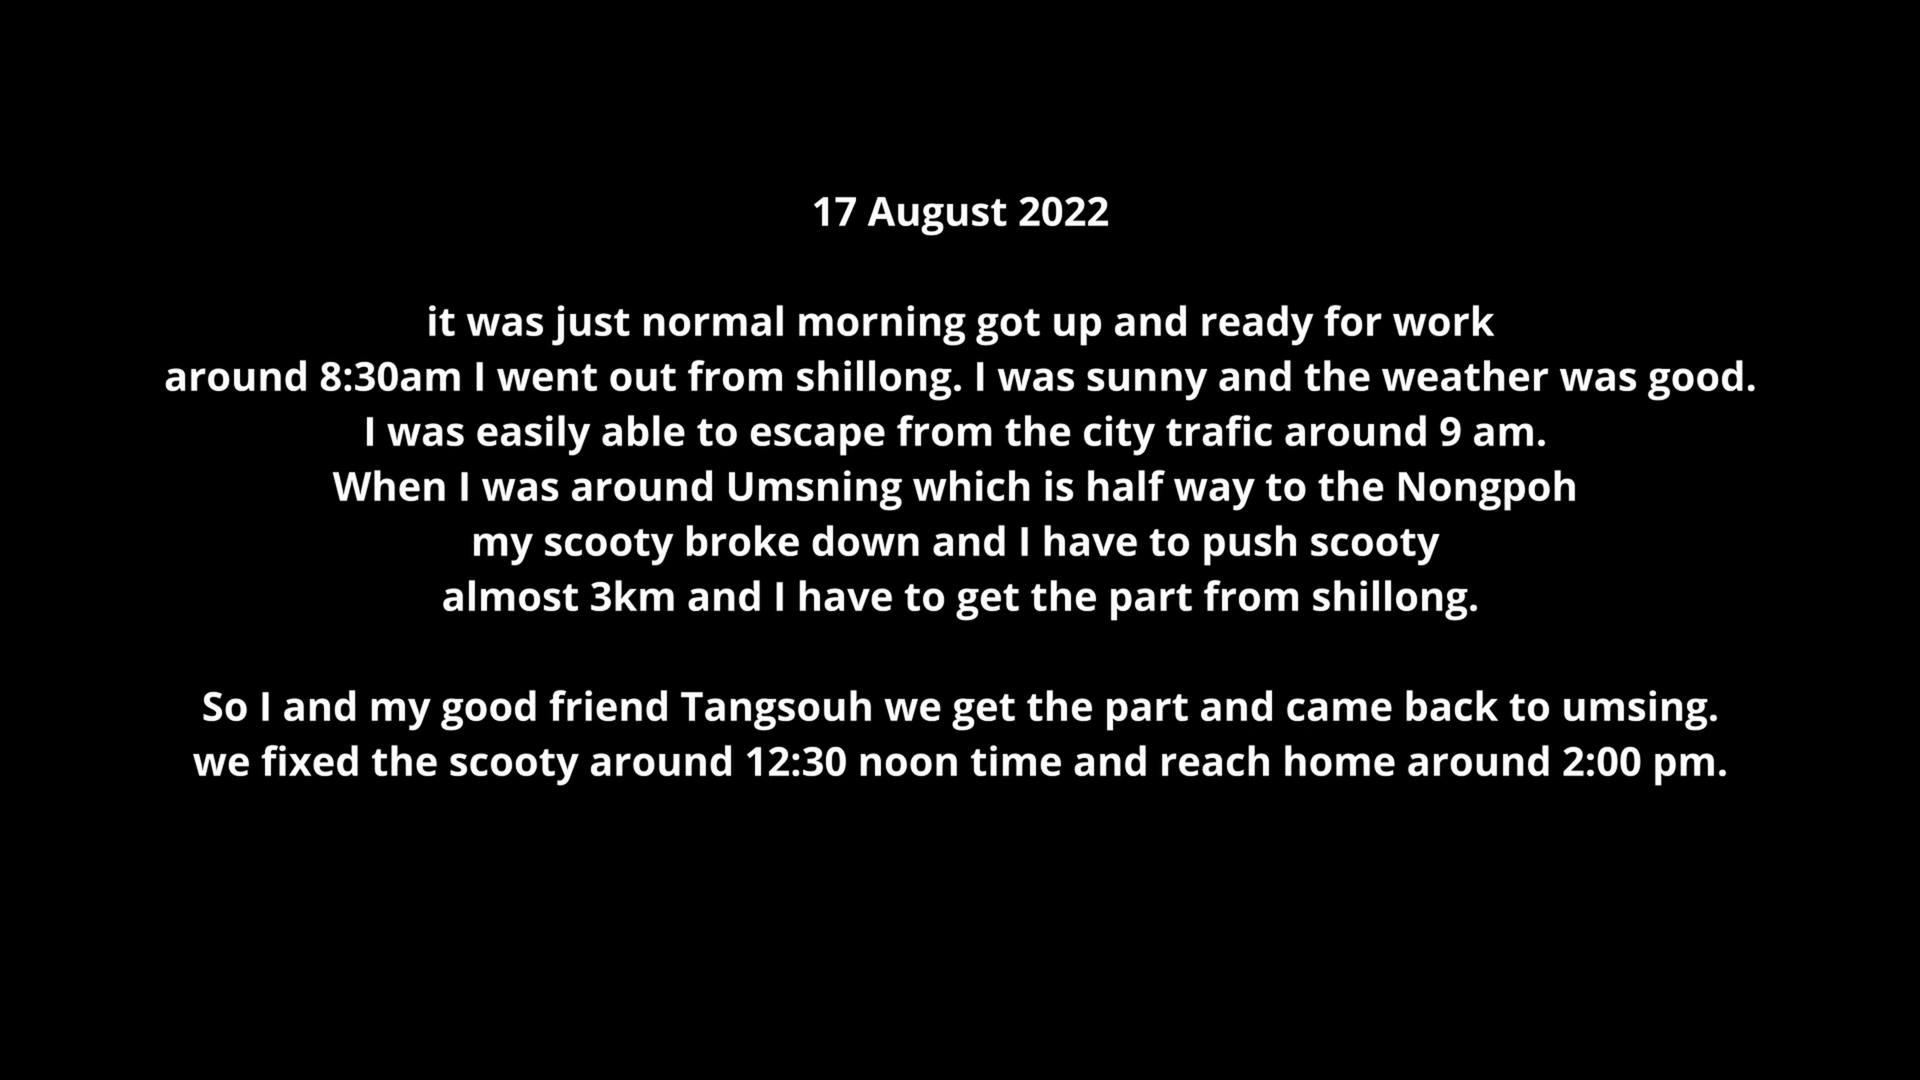 17 August 2022
it was just normal morning got up and ready for work
around 8:30am I went out from shillong. I was sunny and the weather was good.
I was easily able to escape from the city trafic around 9 am.
When I was around Umsning which is half way to the Nongpoh
my scooty broke down and I have to push scooty
almost 3km and I have to get the part from shillong.
So I and my good friend Tangsouh we get the part and came back to umsing.
we fixed the scooty around 12:30 noon time and reach home around 2:00 pm.